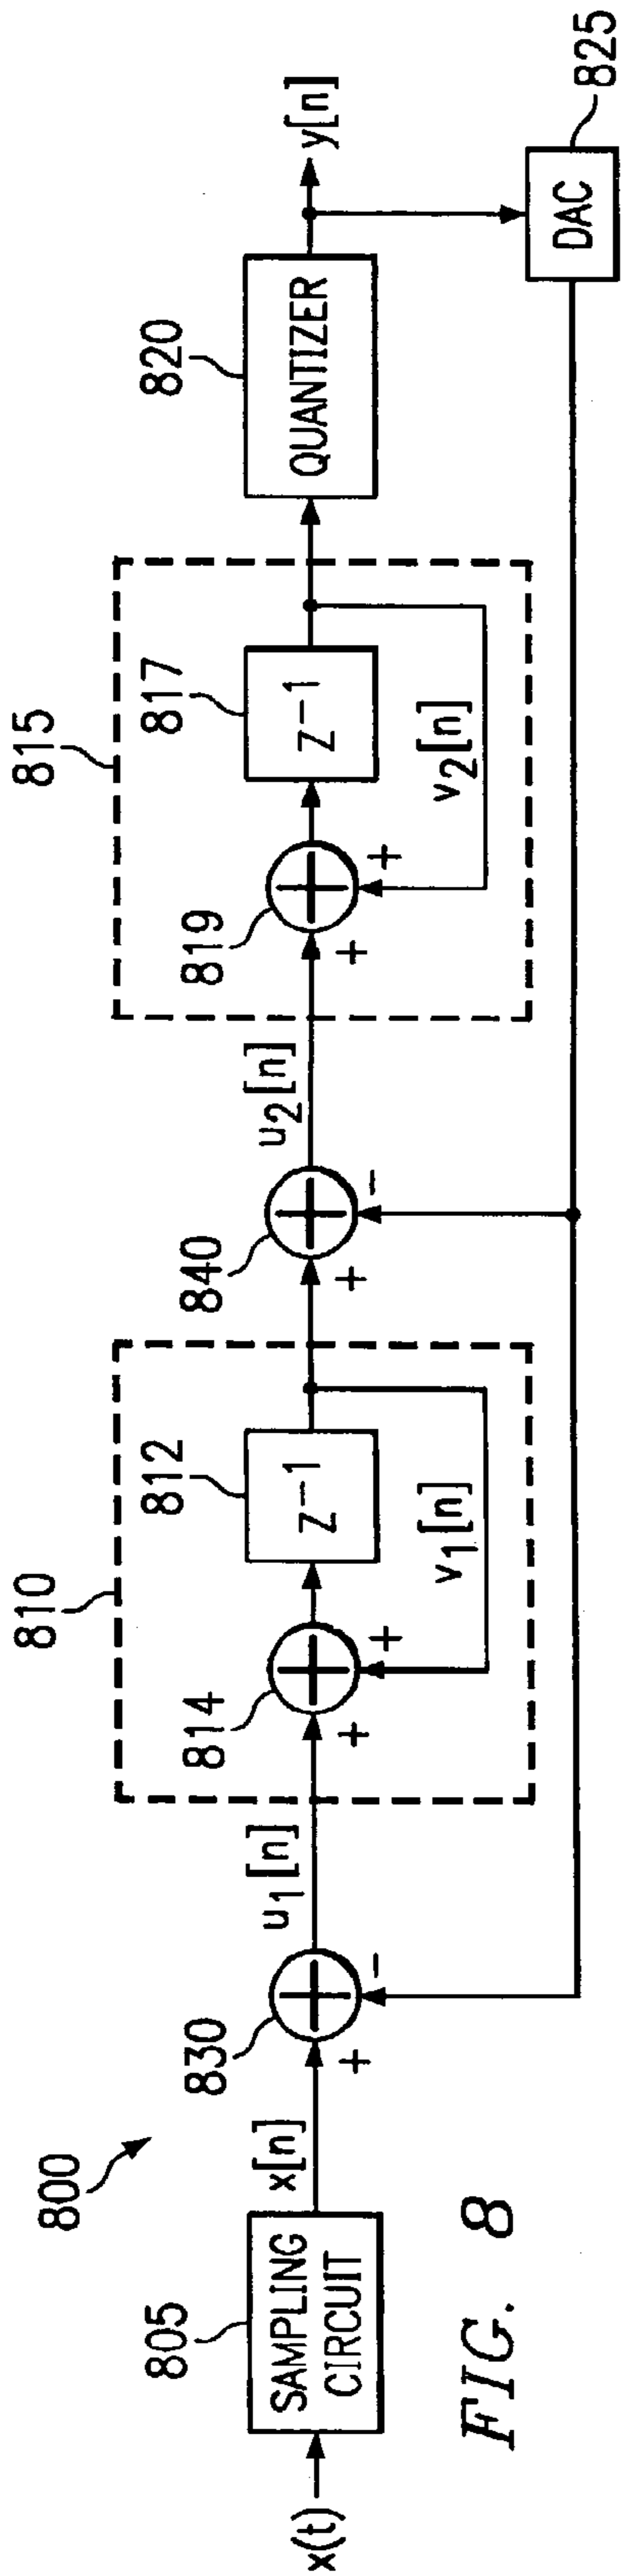 800
x(t)
805
SAMPLING
CIRCUIT
x[n]
830
+
-
u1[n]
810
814
+
+
812
Z-1
v1[n]
840
+
-
u2[n]
815
819
+
+
817
Z-1
v2[n]
820
QUANTIZER
y[n]
DAC
825
FIG. 8